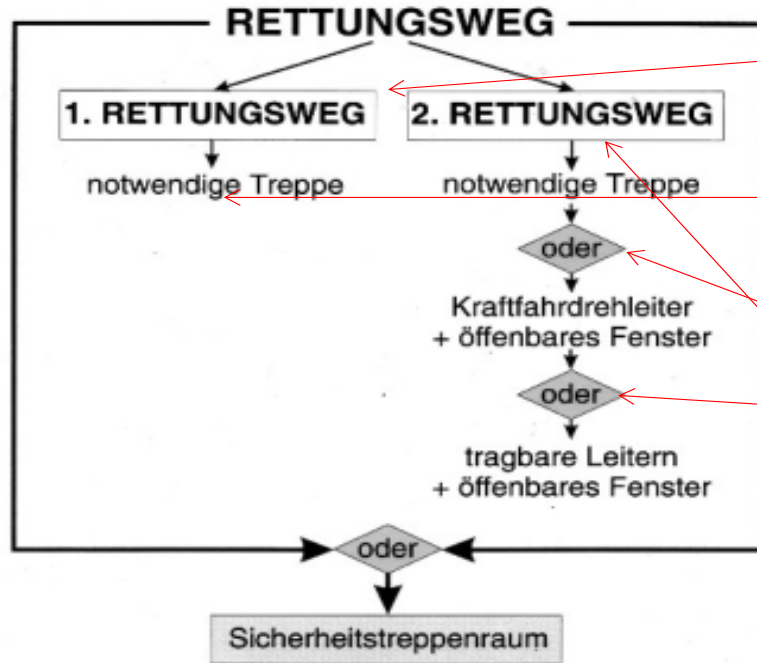 RETTUNGSWEG
1. RETTUNGSWEG
2. RETTUNGSWEG
notwendige Treppe
notwendige Treppe
oder
Kraftfahrdrehleiter
+ öffenbares Fenster
oder
tragbare Leitern
+ öffenbares Fenster
oder
Sicherheitstreppenraum